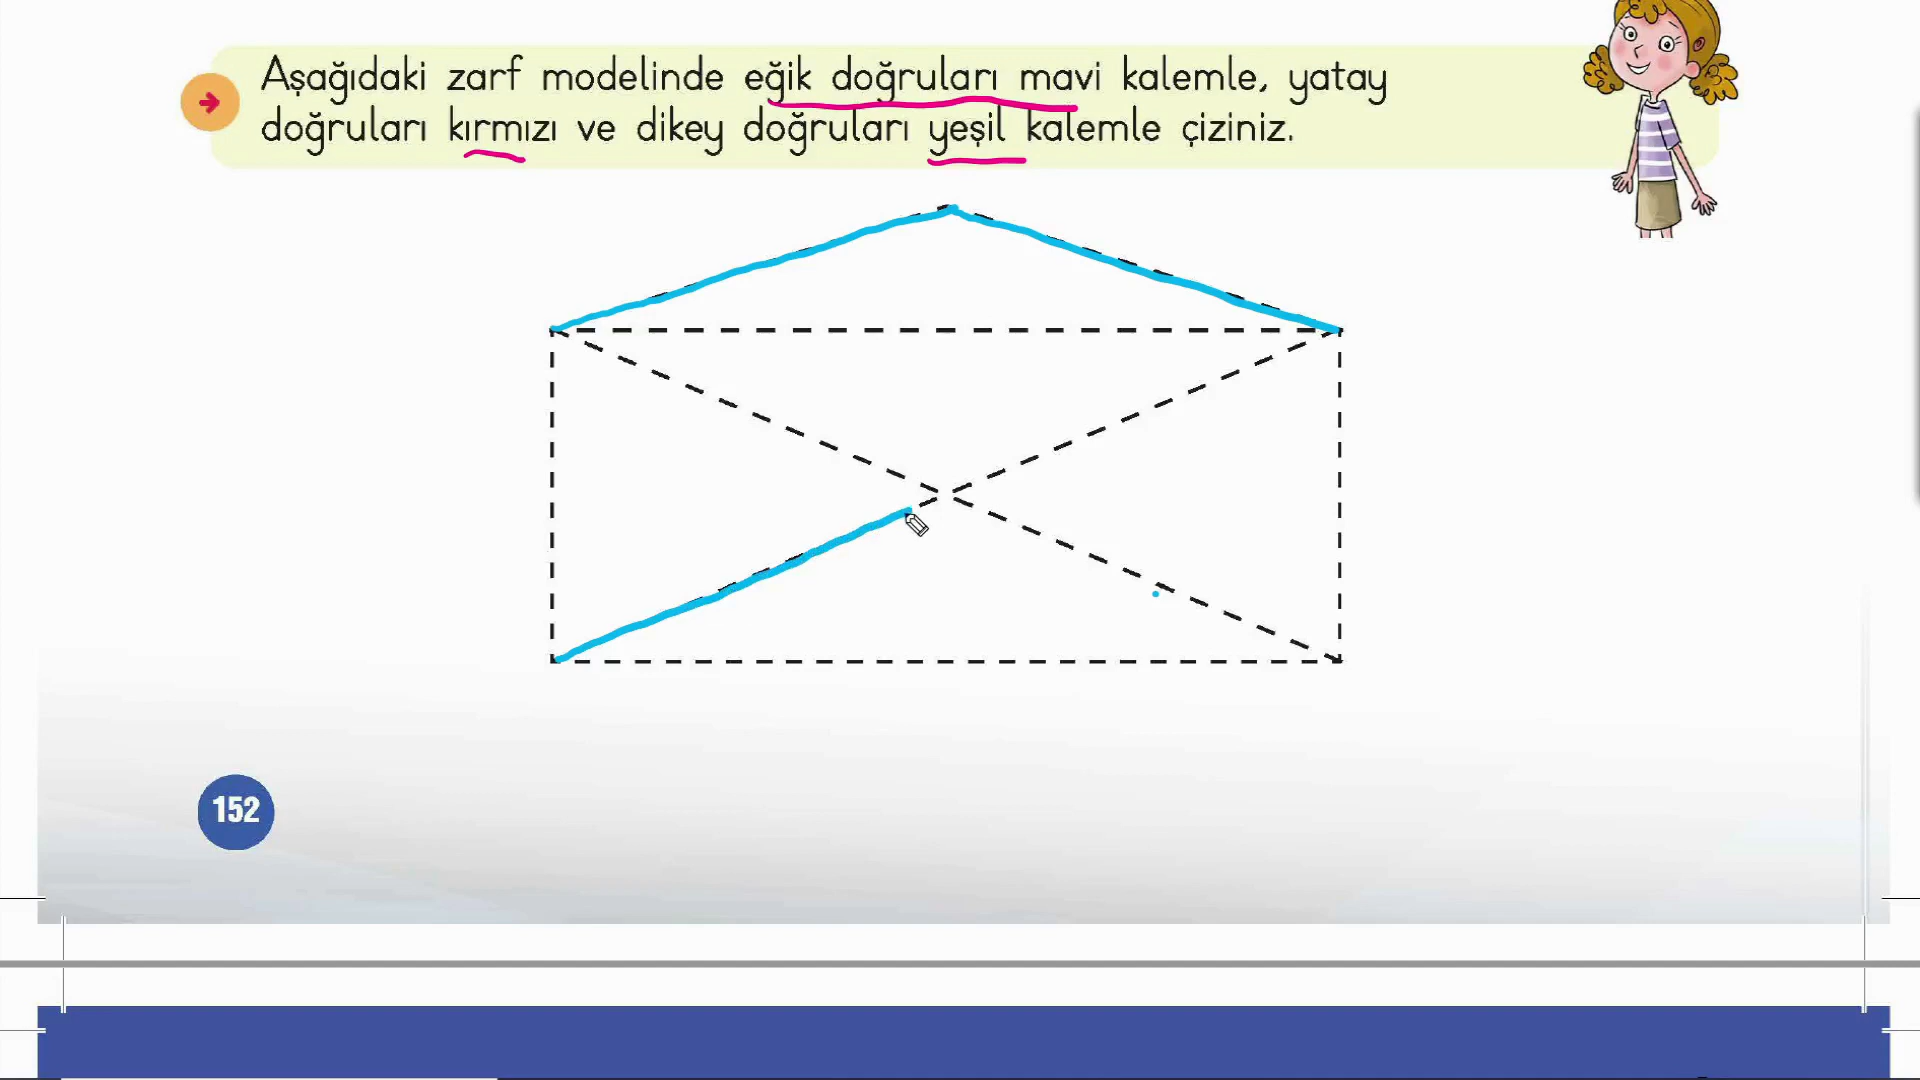 Aşağıdaki zarf modelinde eğik doğruları mavi kalemle, yatay
doğruları kırmızı ve dikey doğruları yeşil kalemle çiziniz.
152